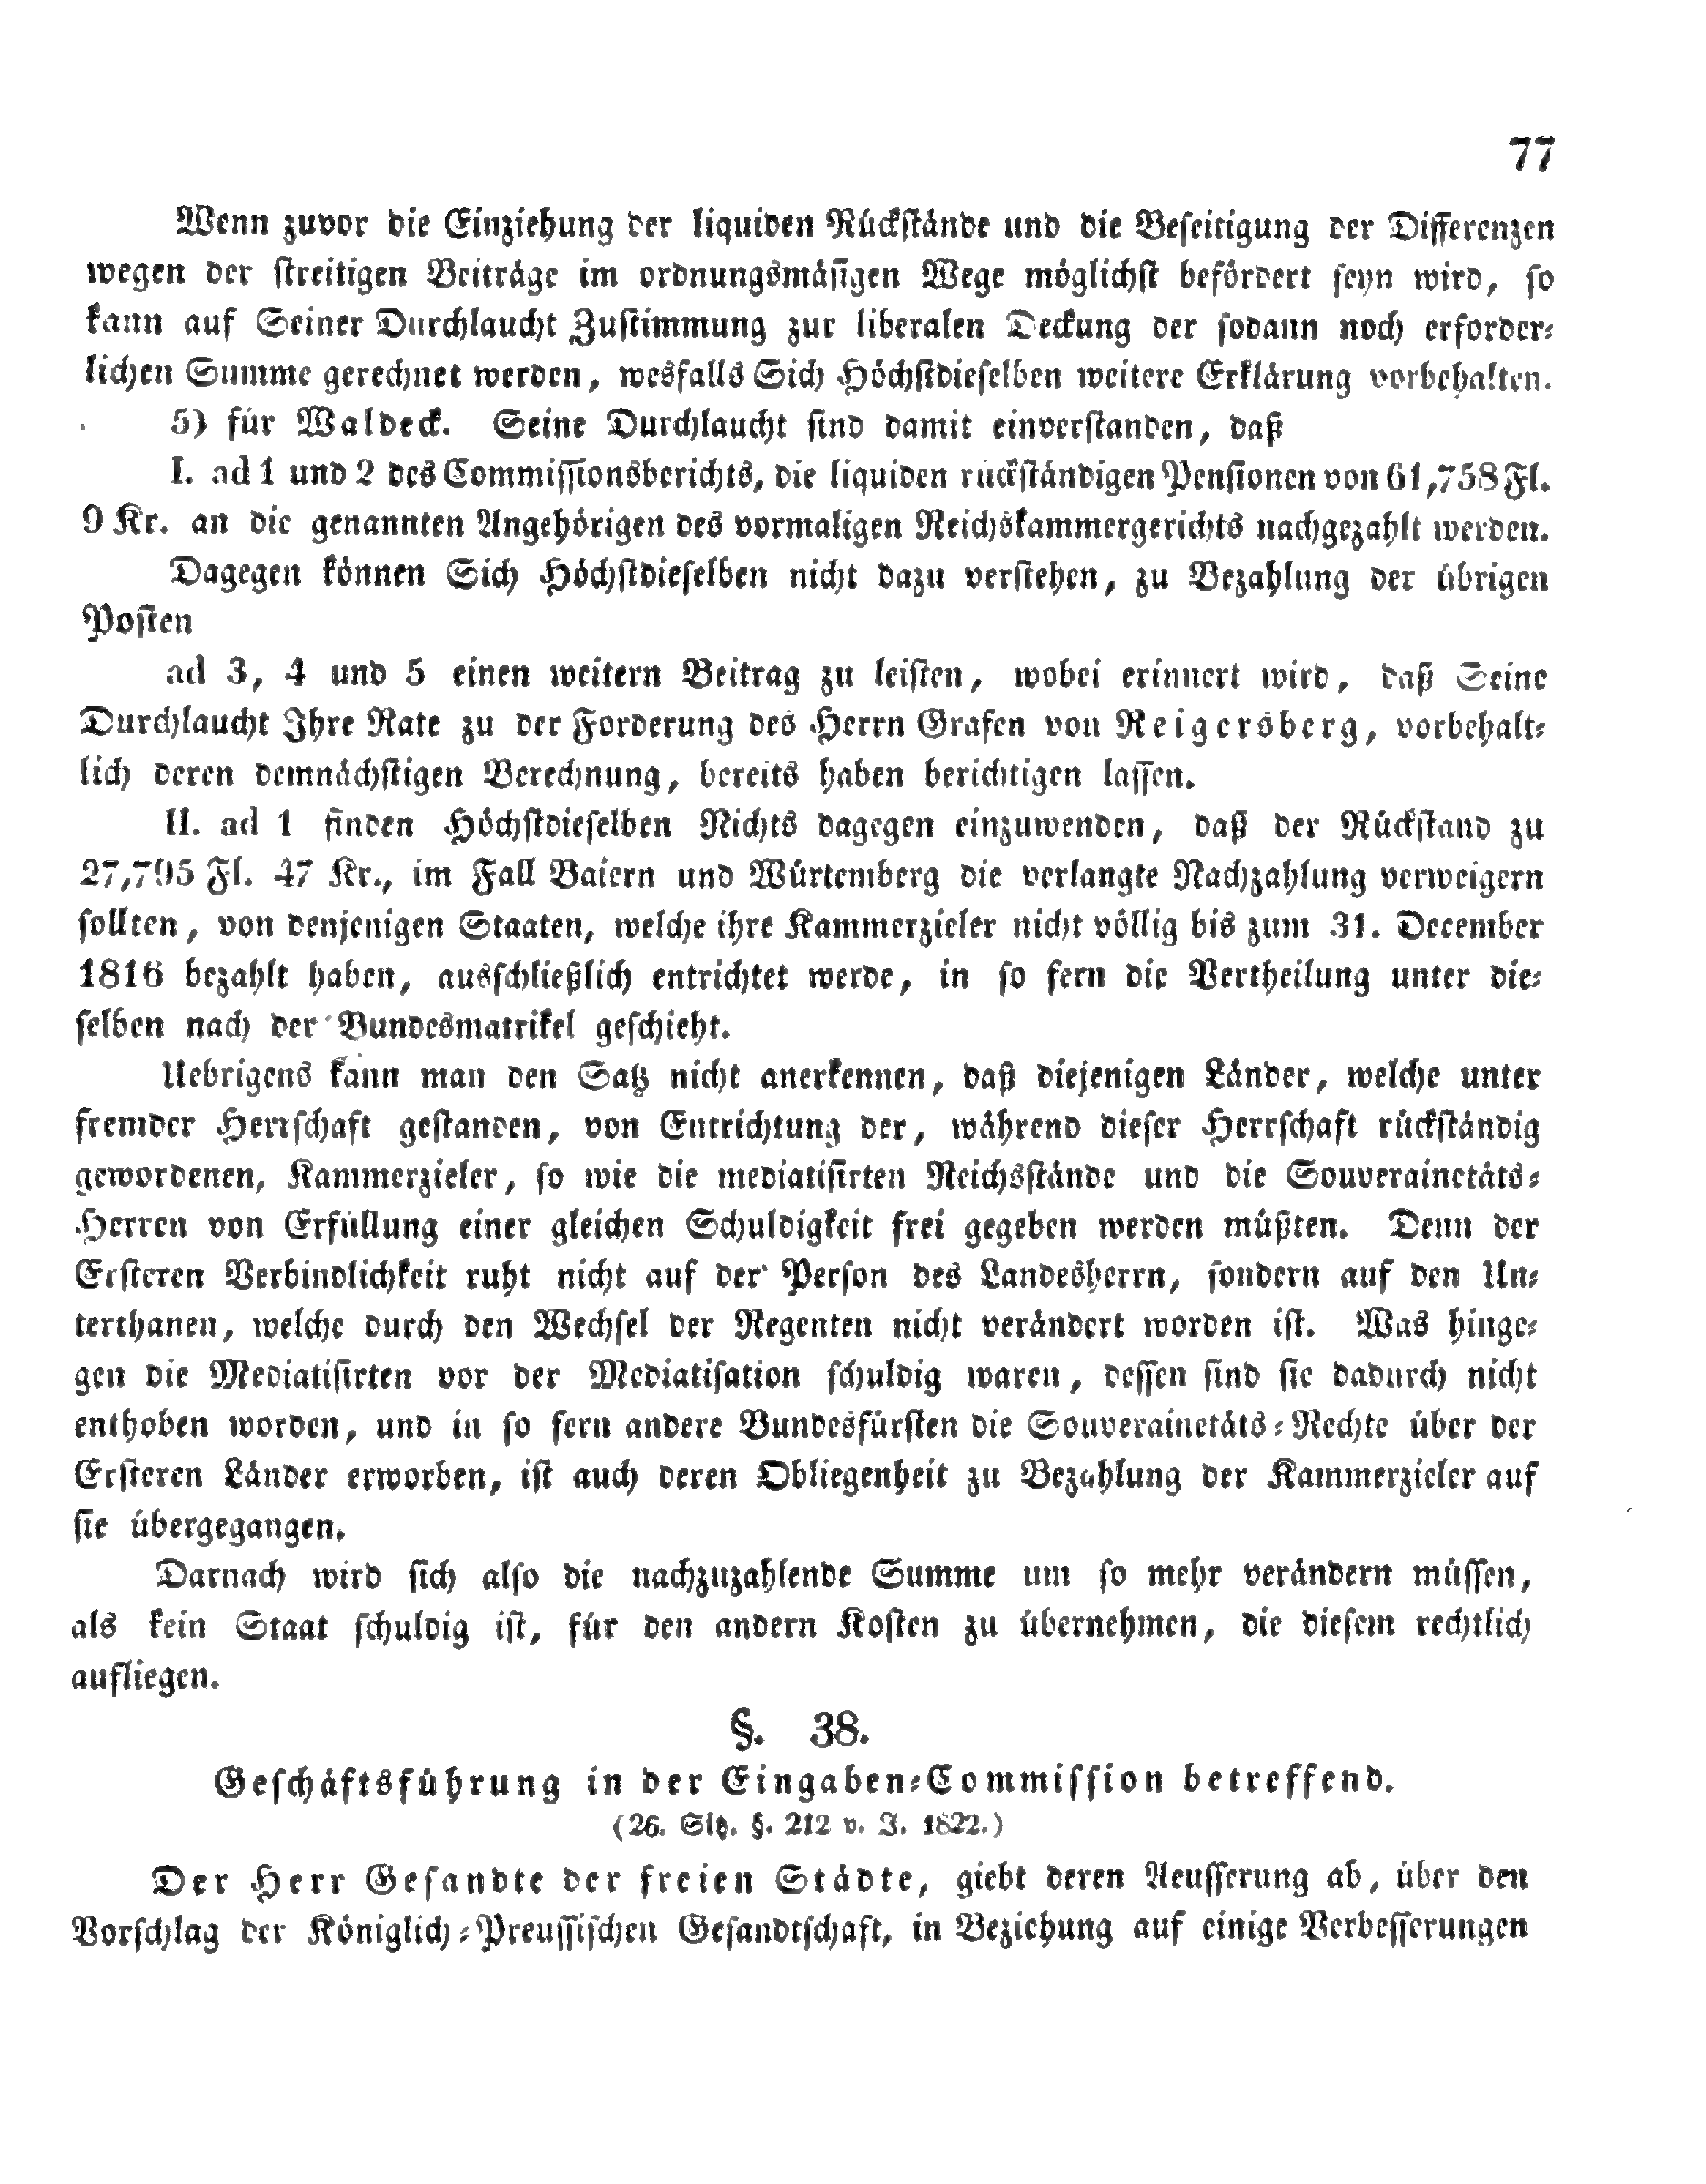 77
Wenn zuvor die Einziehung der liquiden Rückstände und die Beseitigung der Differenzen
wegen der streitigen Beiträge im ordnungsmäsigen Wege möglichst befördert seyn wird, so
kann auf Seiner Durchlaucht Zustimmung zur liberalen Deckung der sodann noch erforder-
lichen Summe gerechnet werden, wesfalls Sich Höchstdieselben weitere Erklärung vorbehalten.
5) für Waldeck. Seine Durchlaucht sind damit einverstanden, daß
I. ad 1 und 2 des Commissionsberichts, die liquiden rückständigen Pensionen von 61,758 Fl.
9 Kr. an die genannten Angehörigen des vormaligen Reichskammergerichts nachgezahlt werden.
Dagegen können Sich Höchstdieselben nicht dazu verstehen, zu Bezahlung der übrigen
Posten
ad 3, 4 und 5 einen weitern Beitrag zu leisten, wobei erinnert wird, daß Seine
Durchlaucht Ihre Rate zu der Forderung des Herrn Grafen von Reigersberg, vorbehalt-
lich deren demnächstigen Berechnung, bereits haben berichtigen lassen.
II. ad 1 finden Höchstdieselben Nichts dagegen einzuwenden, daß der Rückstand zu
27,795 Fl. 47 Kr., im Fall Baiern und Würtemberg die verlangte Nachzahlung verweigern
sollten, von denjenigen Staaten, welche ihre Kammerzieler nicht völlig bis zum 31. December
1816 bezahlt haben, ausschließlich entrichtet werde, in so fern die Vertheilung unter die-
selben nach der Bundesmatrikel geschieht.
Uebrigens kann man den Satz nicht anerkennen, daß diejenigen Länder, welche unter
fremder Herrschaft gestanden, von Entrichtung der, während dieser Herrschaft rückständig
gewordenen, Kammerzieler, so wie die mediatisirten Reichsstände und die Souverainetäts-
Herren von Erfüllung einer gleichen Schuldigkeit frei gegeben werden müßten. Denn der
Ersteren Verbindlichkeit ruht nicht auf der Person des Landesherrn, sondern auf den Un-
terthanen, welche durch den Wechsel der Regenten nicht verändert worden ist. Was hinge-
gen die Mediatisirten vor der Mediatisation schuldig waren, dessen sind sie dadurch nicht
enthoben worden, und in so fern andere Bundesfürsten die Souverainetäts-Rechte über der
Ersteren Länder erworben, ist auch deren Obliegenheit zu Bezahlung der Kammerzieler auf
sie übergegangen.
Darnach wird sich also die nachzuzahlende Summe um so mehr verändern müssen,
als kein Staat schuldig ist, für den andern Kosten zu übernehmen, die diesem rechtlich
aufliegen.
§. 38.
Geschäftsführung in der Eingaben-Commission betreffend.
(26. Sitz. §. 212 v. J. 1822.)
Der Herr Gesandte der freien Städte, giebt deren Aeusserung ab, über den
Vorschlag der Königlich-Preussischen Gesandtschaft, in Beziehung auf einige Verbesserungen